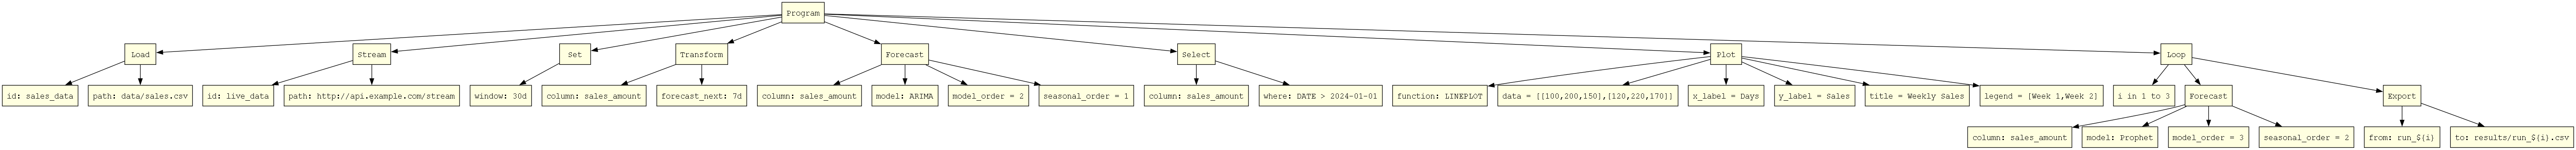 Program
Load
Stream
Set
Transform
Forecast
Select
Plot
Loop
id: sales_data
path: data/sales.csv
id: live_data
path: http://api.example.com/stream
window: 30d
column: sales_amount
forecast_next: 7d
column: sales_amount
model: ARIMA
model_order = 2
seasonal_order = 1
column: sales_amount
where: DATE > 2024-01-01
function: LINEPLOT
data = [[100,200,150],[120,220,170]]
x_label = Days
y_label = Sales
title = Weekly Sales
legend = [Week 1,Week 2]
i in 1 to 3
Forecast
Export
column: sales_amount
model: Prophet
model_order = 3
seasonal_order = 2
from: run_${i}
to: results/run_${i}.csv